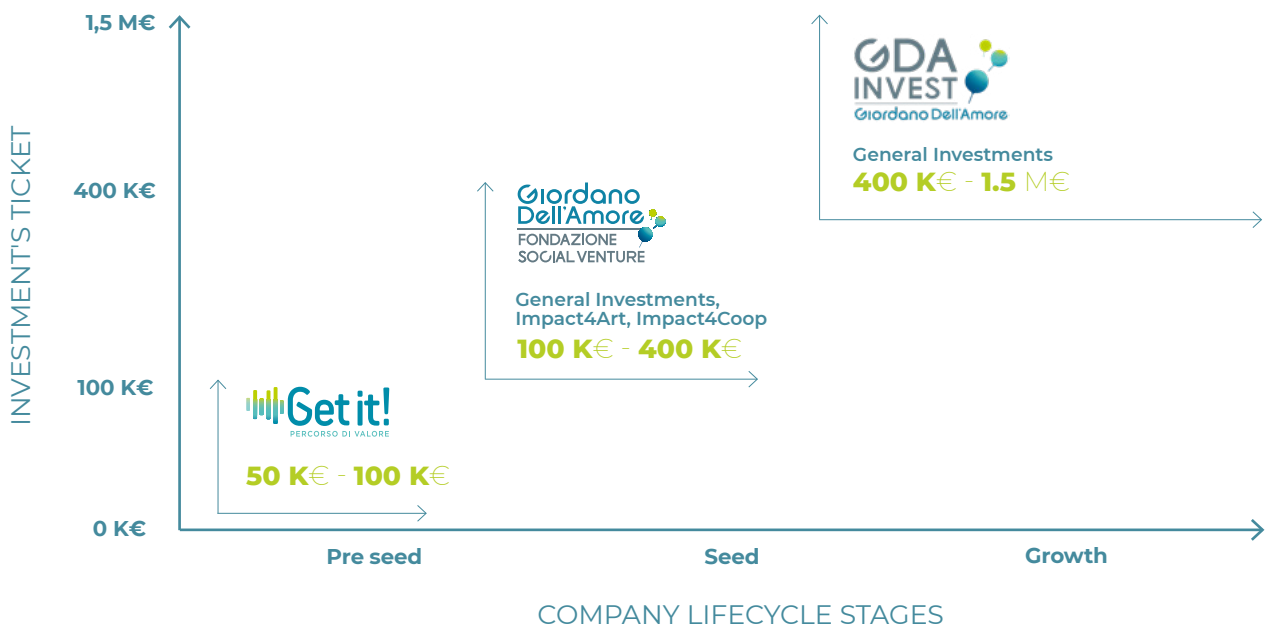 INVESTMENT'S TICKET
1,5 M€
400 K€
100 K€
0 K€
Get it!
PERCORSO DI VALORE
50 K€ - 100 K€
Giordano
Dell'Amore
FONDAZIONE
SOCIAL VENTURE
General Investments,
Impact4Art, Impact4Coop
100 K€ - 400 K€
GDA
INVEST
Giordano Dell'Amore
General Investments
400 K€ - 1.5 M€
Pre seed
Seed
Growth
COMPANY LIFECYCLE STAGES